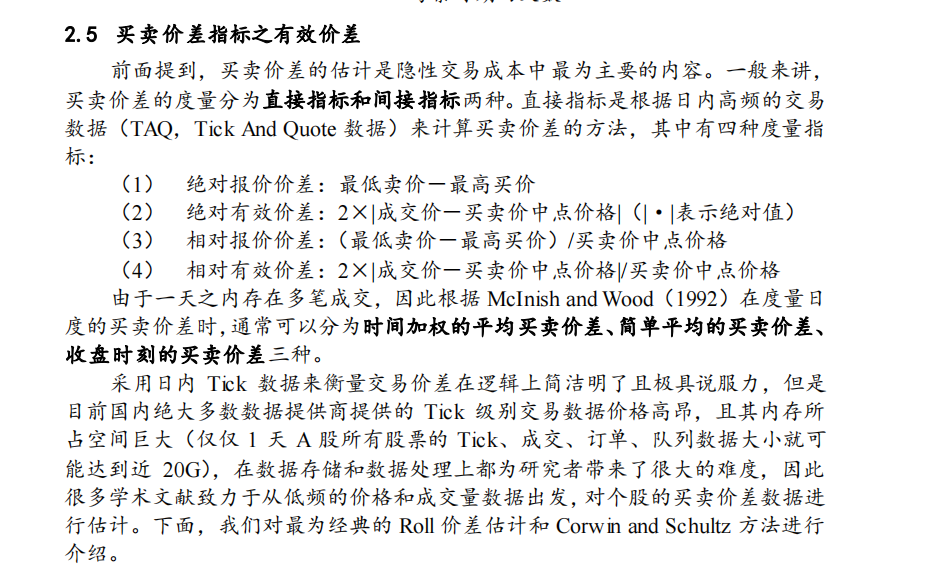 2.5 买卖价差指标之有效价差
前面提到，买卖价差的估计是隐性交易成本中最为主要的内容。一般来讲，
买卖价差的度量分为直接指标和间接指标两种。直接指标是根据日内高频的交易
数据（TAQ，Tick And Quote 数据）来计算买卖价差的方法，其中有四种度量指
标：
（1） 绝对报价价差：最低卖价－最高买价
（2） 绝对有效价差：2×|成交价－买卖价中点价格|（|·|表示绝对值）
（3） 相对报价价差：（最低卖价－最高买价）/买卖价中点价格
（4） 相对有效价差：2×|成交价－买卖价中点价格|/买卖价中点价格
由于一天之内存在多笔成交，因此根据 McInish and Wood（1992）在度量日
度的买卖价差时，通常可以分为时间加权的平均买卖价差、简单平均的买卖价差、
收盘时刻的买卖价差三种。
采用日内 Tick 数据来衡量交易价差在逻辑上简洁明了且极具说服力，但是
目前国内绝大多数数据提供商提供的 Tick 级别交易数据价格高昂，且其内存所
占空间巨大（仅仅 1 天 A 股所有股票的 Tick、成交、订单、队列数据大小就可
能达到近 20G），在数据存储和数据处理上都为研究者带来了很大的难度，因此
很多学术文献致力于从低频的价格和成交量数据出发，对个股的买卖价差数据进
行估计。下面，我们对最为经典的 Roll 价差估计和 Corwin and Schultz 方法进行
介绍。